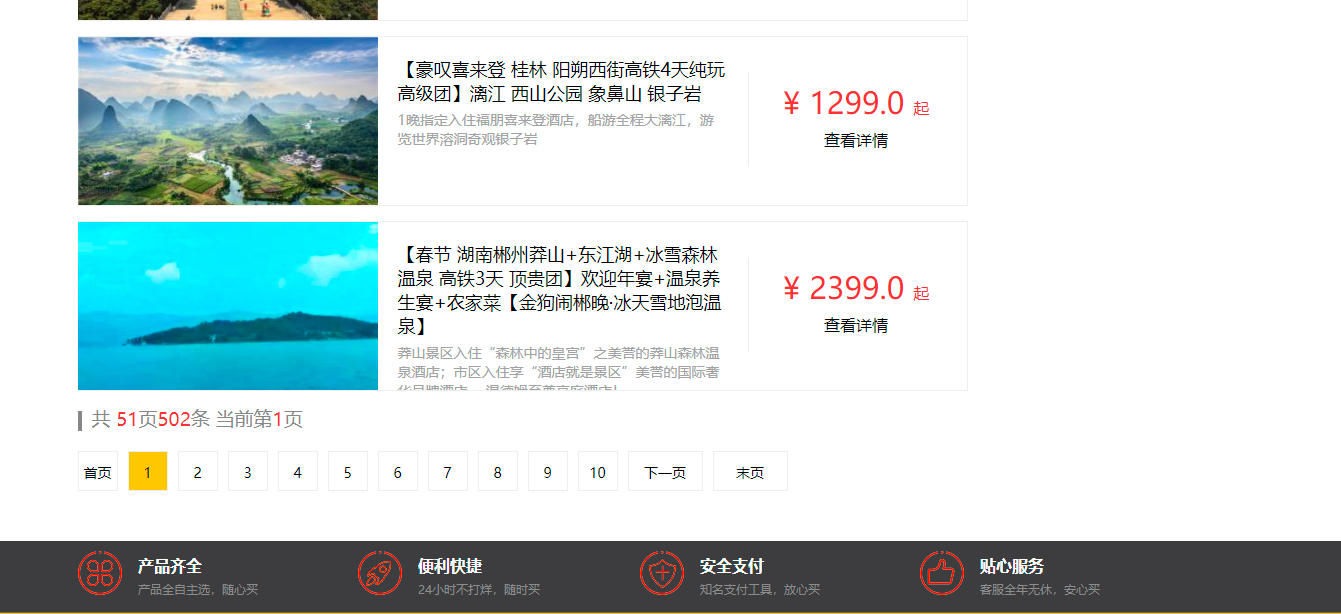 【豪叹喜来登 桂林 阳朔西街高铁4天纯玩
高级团】漓江 西山公园 象鼻山 银子岩
1晚指定入住福朋喜来登酒店，船游全程大漓江，游
览世界溶洞奇观银子岩
¥ 1299.0 起
查看详情
【春节 湖南郴州莽山+东江湖+冰雪森林
温泉 高铁3天 顶贵团】欢迎年宴+温泉养
生宴+农家菜【金狗闹郴晚·冰天雪地泡温
泉】
莽山景区入住“森林中的皇宫”之美誉的莽山森林温
泉酒店；市区入住享“酒店就是景区”美誉的国际奢
¥ 2399.0 起
查看详情
共 51页502条 当前第1页
首页 1 2 3 4 5 6 7 8 9 10 下一页 末页
产品齐全
产品全自主选，随心买
便利快捷
24小时不打烊，随时买
安全支付
知名支付工具，放心买
贴心服务
客服全年无休，安心买